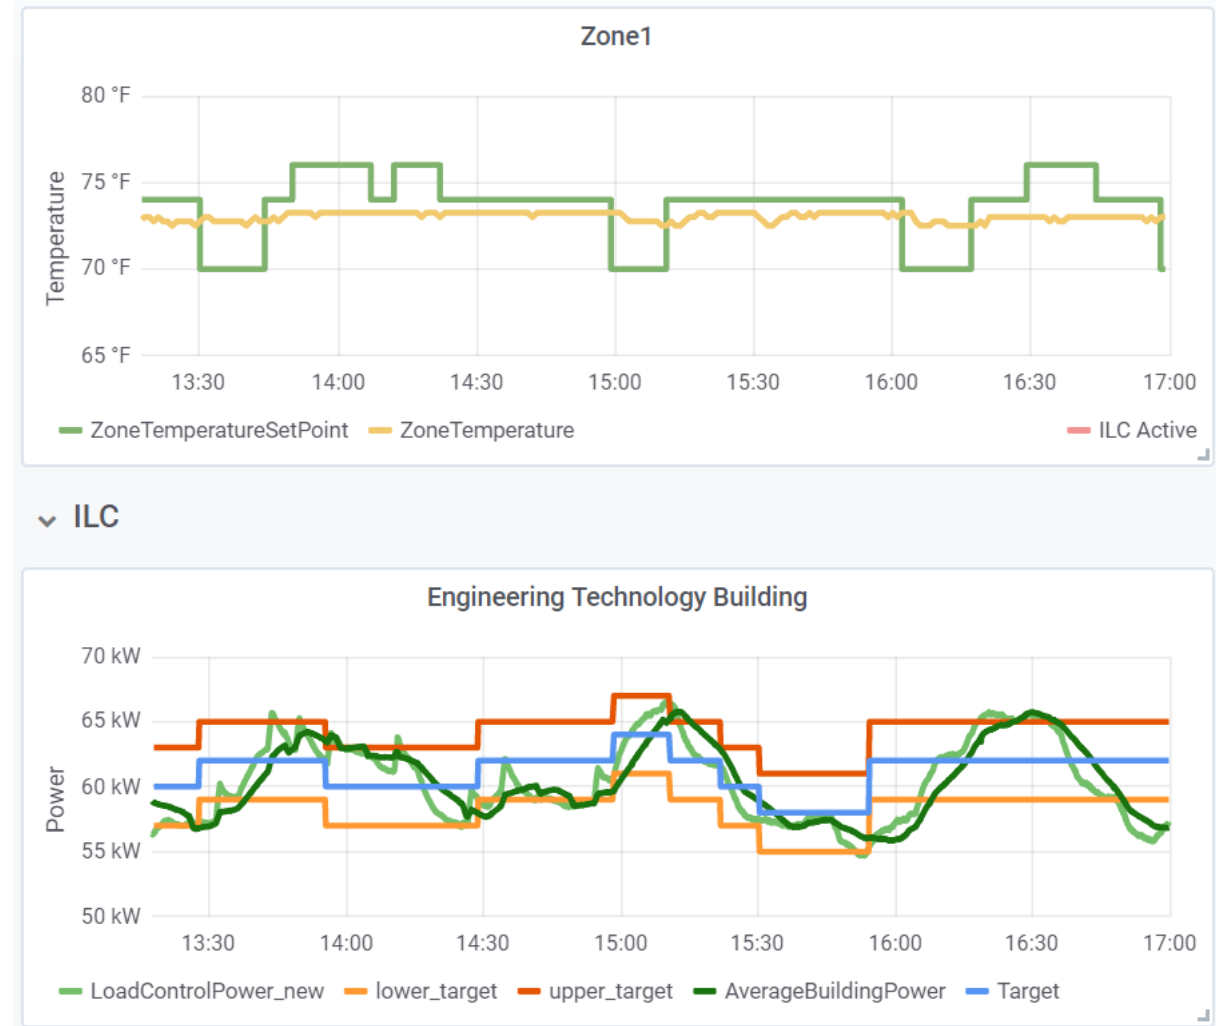 Zone1
80 °F
75 °F
70 °F
65 °F
Temperature
13:30 14:00 14:30 15:00 15:30 16:00 16:30 17:00
ZoneTemperatureSetPoint ZoneTemperature ILC Active
ILC
Engineering Technology Building
70 kW
65 kW
60 kW
55 kW
50 kW
Power
13:30 14:00 14:30 15:00 15:30 16:00 16:30 17:00
LoadControlPower_new lower_target upper_target AverageBuildingPower Target